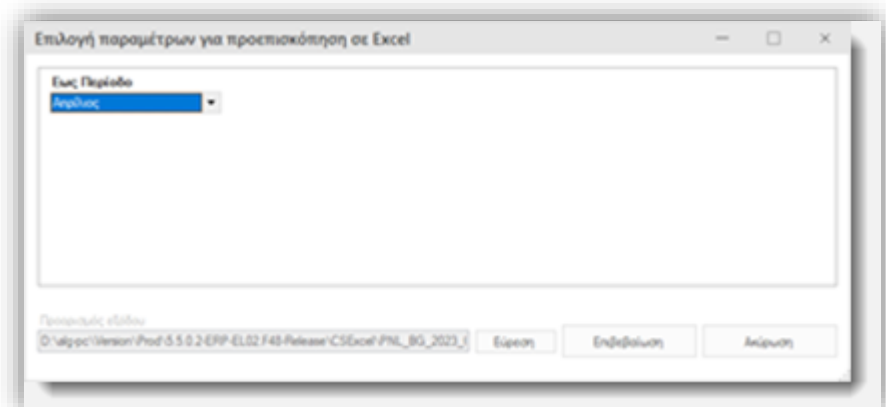 Επιλογή παραμέτρων για προεπισκόπηση σε Excel
Εως Περίοδο
Απρίλιος
Προορισμός εξόδου
D:\alg-pc\Version\Prod\5.5.0.2-ERP-EL02.F48-Release\CSExcel\PNL_BG_2023_ Εύρεση Επιβεβαίωση Ακύρωση